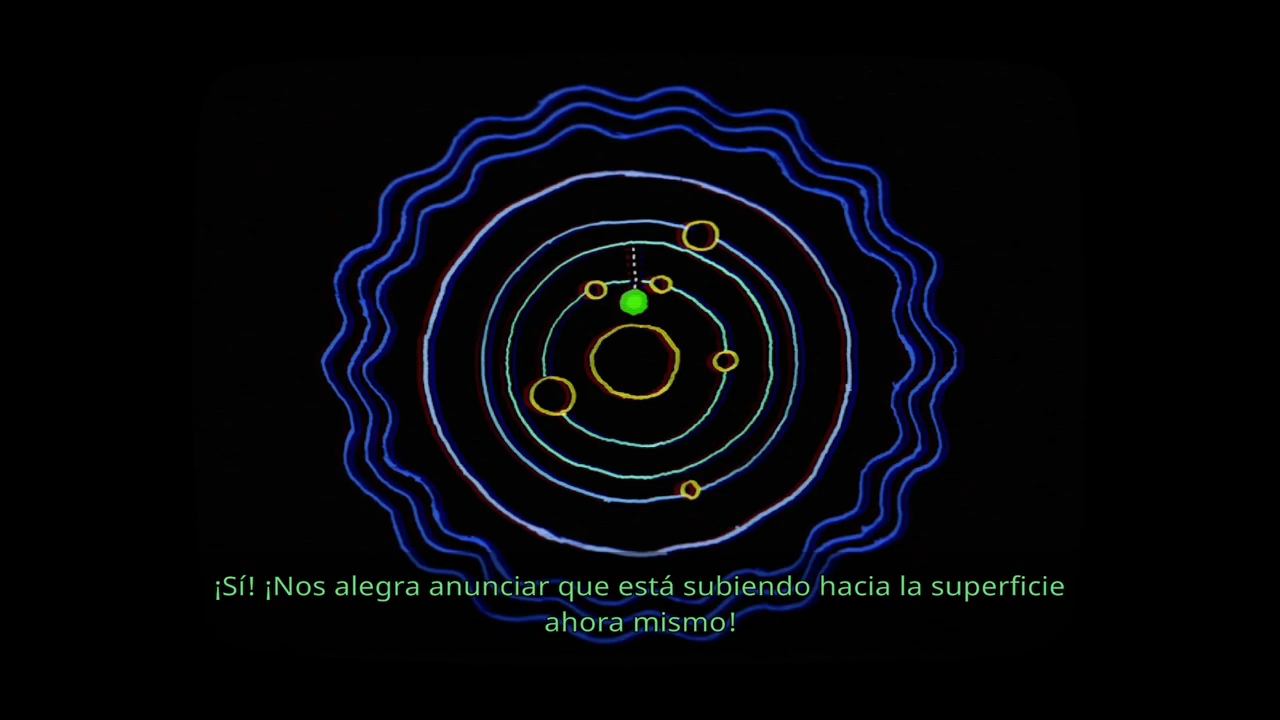 ¡Sí! ¡Nos alegra anunciar que está subiendo hacia la superficie
ahora mismo!